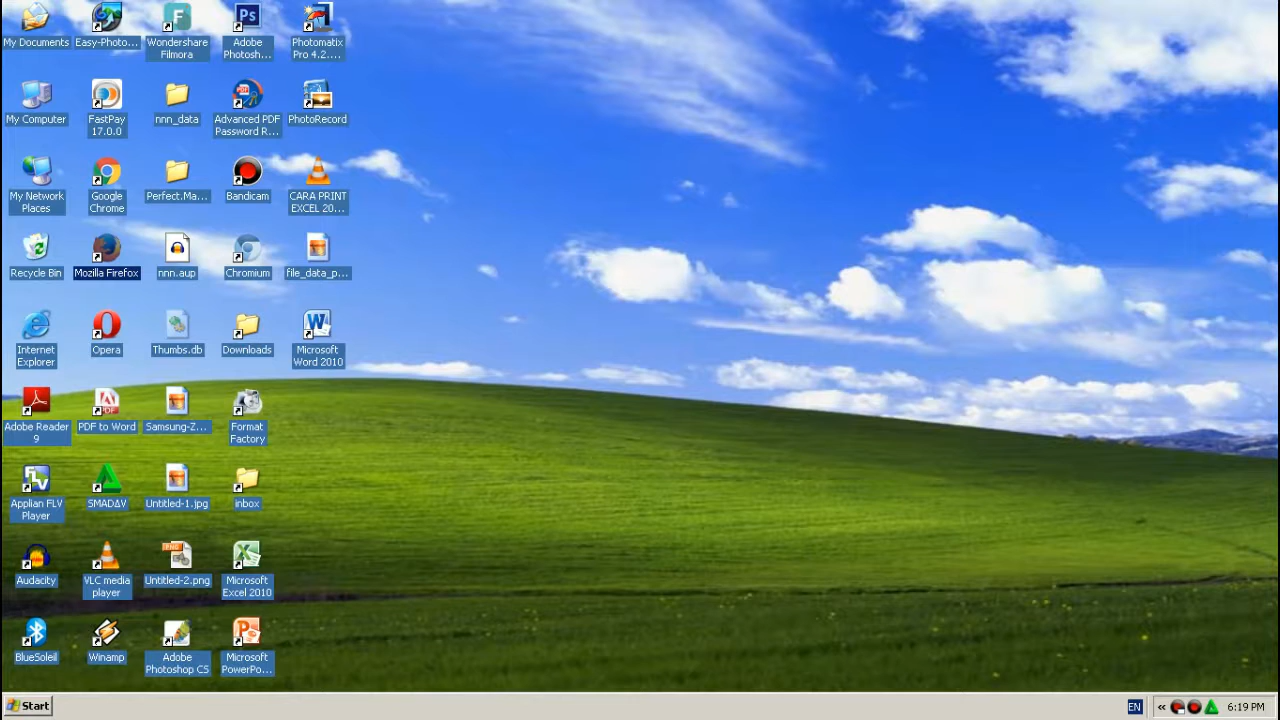 My Documents
Easy-Photo...
Wondershare
Filmora
Ps
Adobe
Photosh...
Photomatix
Pro 4.2....
My Computer
FastPay
17.0.0
nnn_data
PDF
Advanced PDF
Password R...
PhotoRecord
My Network
Places
Google
Chrome
Perfect.Ma...
Bandicam
CARA PRINT
EXCEL 20...
Recycle Bin
Mozilla Firefox
nnn.aup
Chromium
file_data_p...
Internet
Explorer
Opera
Thumbs.db
Downloads
Microsoft
Word 2010
Adobe Reader
9
PDF to Word
Samsung-Z...
Format
Factory
Applian FLV
Player
SMADΔV
Untitled-1.jpg
inbox
Audacity
VLC media
player
PNG
Untitled-2.png
Microsoft
Excel 2010
BlueSoleil
Winamp
Adobe
Photoshop CS
Microsoft
PowerPo...
Start
EN
«
6:19 PM